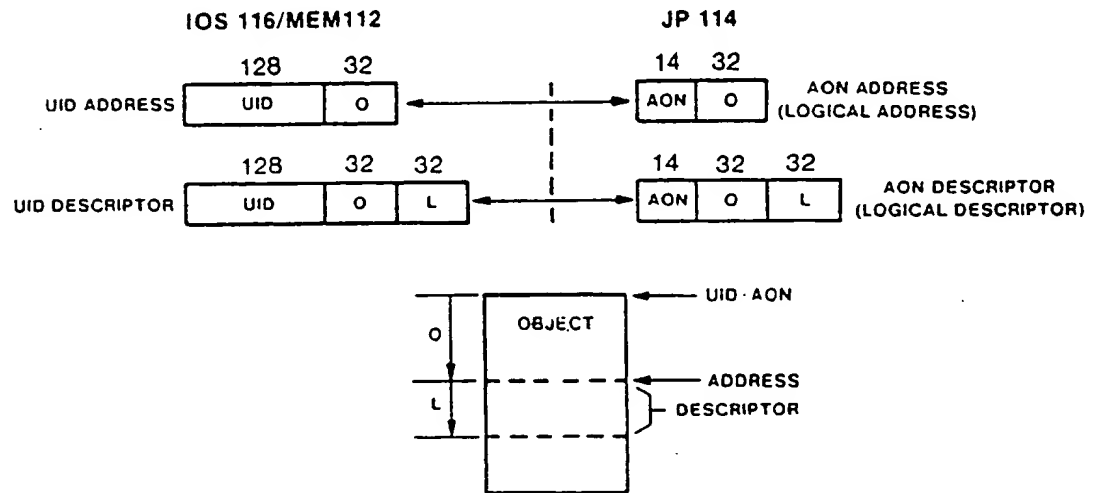 IOS 116/MEM112 JP 114
128 32 14 32
UID ADDRESS UID O AON O AON ADDRESS
(LOGICAL ADDRESS)
128 32 32 14 32 32
UID DESCRIPTOR UID O L AON O L AON DESCRIPTOR
(LOGICAL DESCRIPTOR)
UID·AON
OBJECT
O
ADDRESS
L
DESCRIPTOR